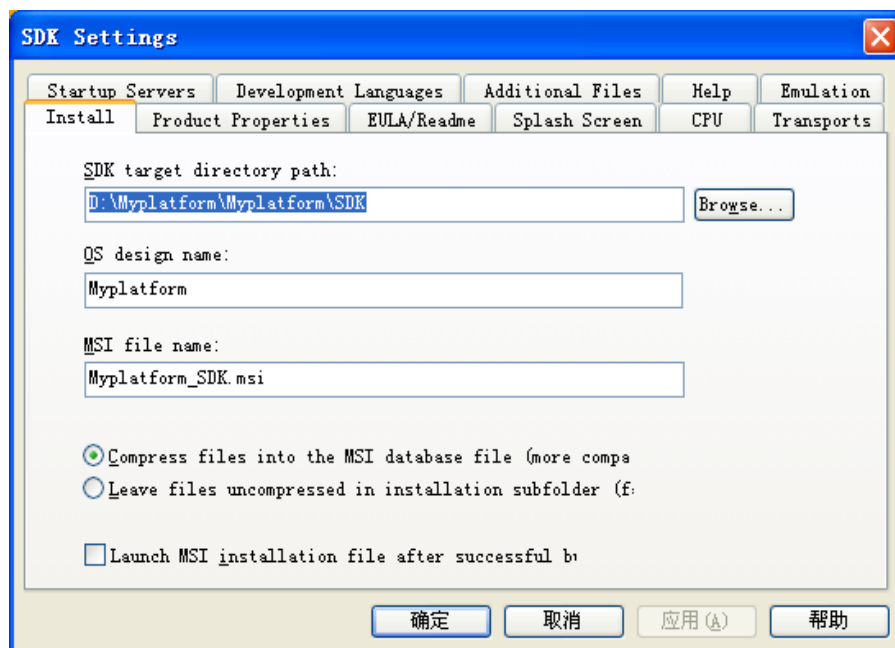 SDK Settings
Startup Servers Development Languages Additional Files Help Emulation
Install Product Properties EULA/Readme Splash Screen CPU Transports
SDK target directory path:
D:\Myplatform\Myplatform\SDK Browse...
OS design name:
Myplatform
MSI file name:
Myplatform_SDK.msi
Compress files into the MSI database file (more compa
Leave files uncompressed in installation subfolder (f
Launch MSI installation file after successful b
确定 取消 应用(A) 帮助